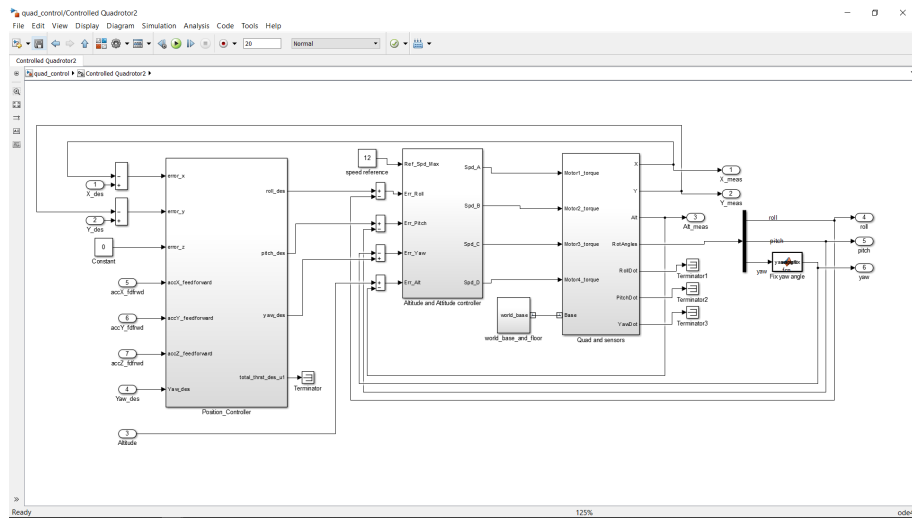 quad_control/Controlled Quadrotor2
File Edit View Display Diagram Simulation Analysis Code Tools Help
20
Normal
Controlled Quadrotor2
quad_control Controlled Quadrotor2
error_x
error_y
error_z
accX_feedforward
accY_feedforward
accZ_feedforward
Yaw_des
roll_des
pitch_des
yaw_des
total_thrst_des_u1
Position_Controller
1
X_des
2
Y_des
0
Constant
5
accX_fdfrwd
6
accY_fdfrwd
7
accZ_fdfrwd
4
Yaw_des
3
Altitude
Terminator
12
speed reference
Ref_Spd_Max
Err_Roll
Err_Pitch
Err_Yaw
Err_Alt
Spd_A
Spd_B
Spd_C
Spd_D
Altitude and Attitude controller
world_base
world_base_and_floor
Motor1_torque
Motor2_torque
Motor3_torque
Motor4_torque
Base
X
Y
Alt
RotAngles
RollDot
PitchDot
YawDot
Quad and sensors
1
X_meas
2
Y_meas
3
Alt_meas
Terminator1
Terminator2
Terminator3
roll
pitch
yaw
Fix yaw angle
4
roll
5
pitch
6
yaw
Ready
125%